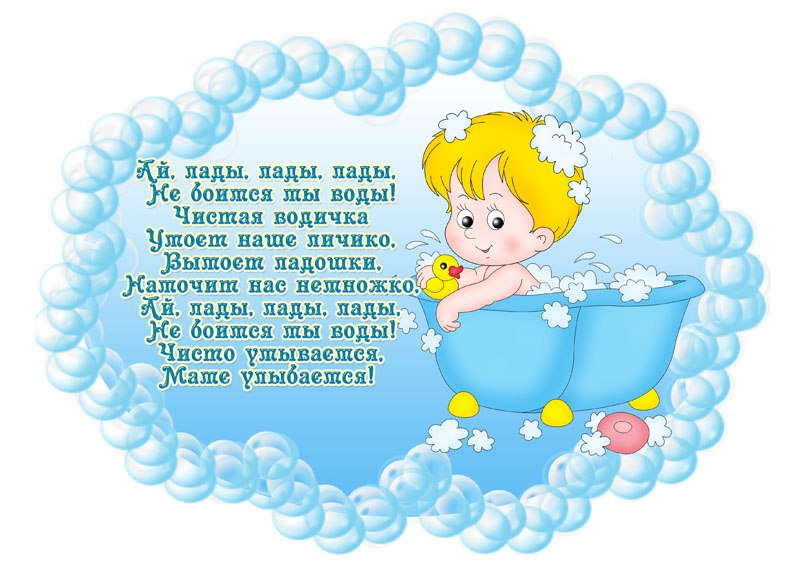 Ай, лады, лады, лады,
Не боимся мы воды!
Чистая водичка
Умоет наше личико,
Вымоет ладошки,
Намочит нас немножко,
Ай, лады, лады, лады,
Не боимся мы воды!
Чисто умываемся,
Маме улыбаемся!